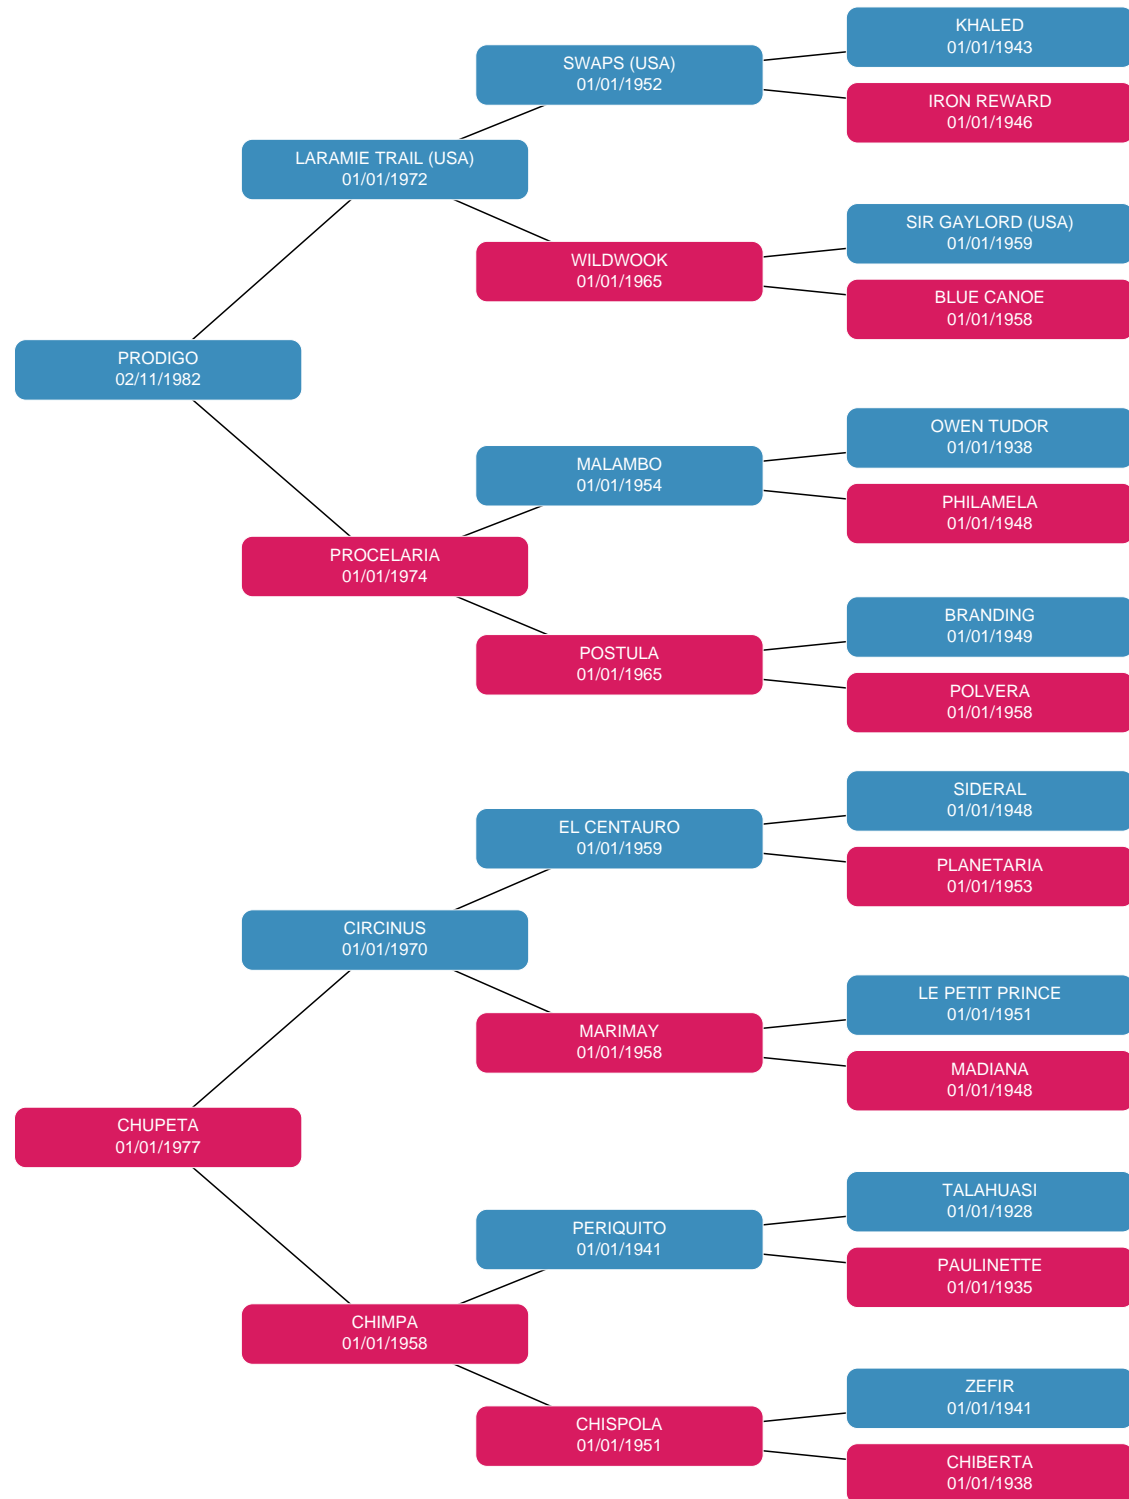 KHALED
01/01/1943
SWAPS (USA)
01/01/1952
IRON REWARD
01/01/1946
LARAMIE TRAIL (USA)
01/01/1972
SIR GAYLORD (USA)
01/01/1959
WILDWOOK
01/01/1965
BLUE CANOE
01/01/1958
PRODIGO
02/11/1982
OWEN TUDOR
01/01/1938
MALAMBO
01/01/1954
PHILAMELA
01/01/1948
PROCELARIA
01/01/1974
BRANDING
01/01/1949
POSTULA
01/01/1965
POLVERA
01/01/1958
SIDERAL
01/01/1948
EL CENTAURO
01/01/1959
PLANETARIA
01/01/1953
CIRCINUS
01/01/1970
LE PETIT PRINCE
01/01/1951
MARIMAY
01/01/1958
MADIANA
01/01/1948
CHUPETA
01/01/1977
TALAHUASI
01/01/1928
PERIQUITO
01/01/1941
PAULINETTE
01/01/1935
CHIMPA
01/01/1958
ZEFIR
01/01/1941
CHISPOLA
01/01/1951
CHIBERTA
01/01/1938